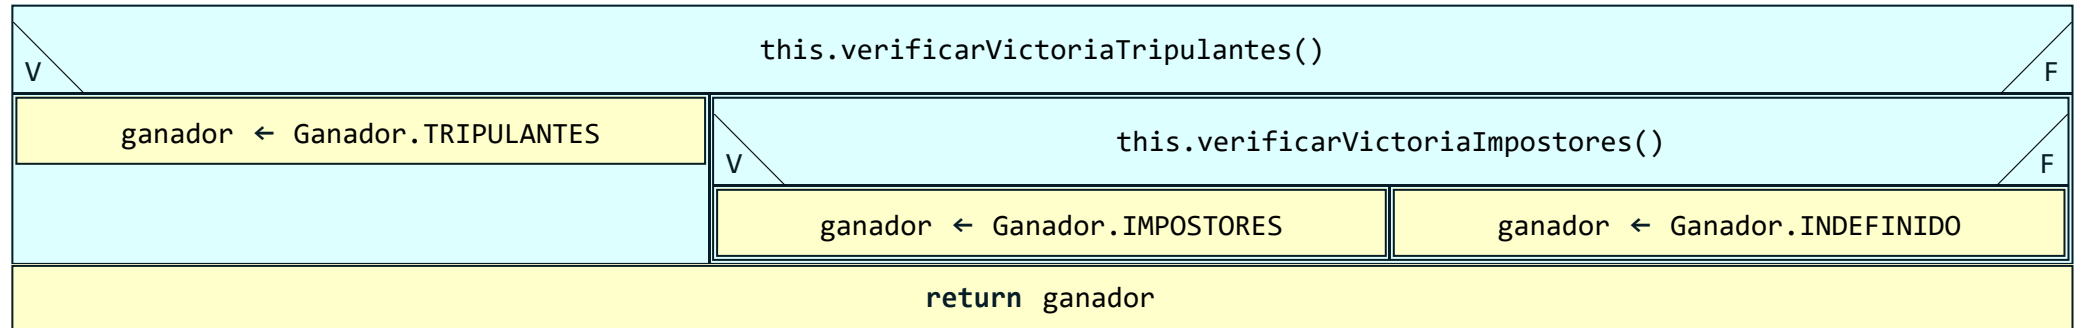 this.verificarVictoriaTripulantes()
V
F
ganador ← Ganador.TRIPULANTES
this.verificarVictoriaImpostores()
V
F
ganador ← Ganador.IMPOSTORES
ganador ← Ganador.INDEFINIDO
return ganador